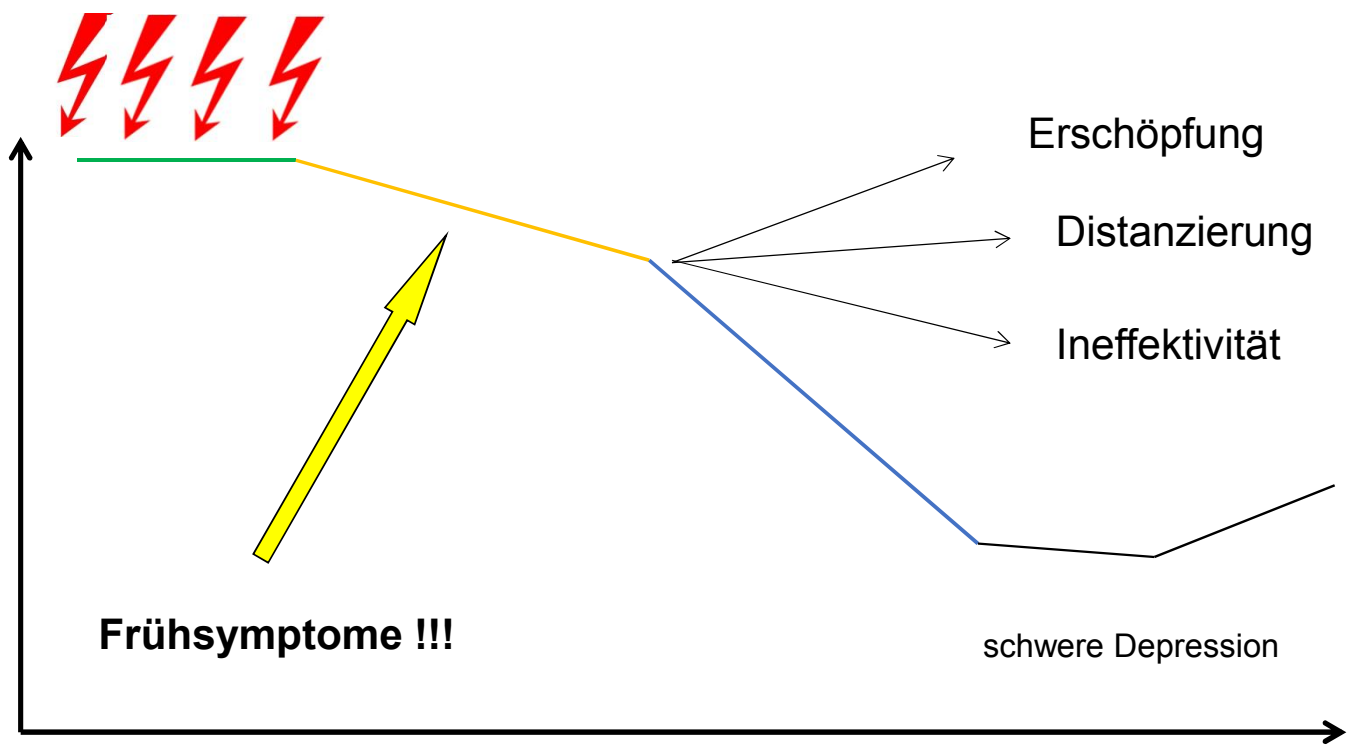 Erschöpfung
Distanzierung
Ineffektivität
Frühsymptome !!!
schwere Depression